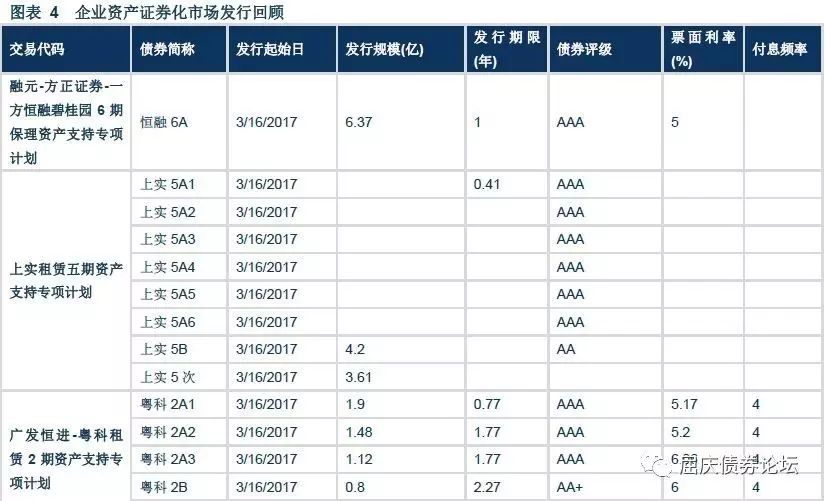 图表 4 企业资产证券化市场发行回顾
交易代码 债券简称 发行起始日 发行规模(亿) 发行期限(年) 债券评级 票面利率(%) 付息频率
融元-方正证券-一方恒融碧桂园 6 期保理资产支持专项计划 恒融 6A 3/16/2017 6.37 1 AAA 5
上实租赁五期资产支持专项计划 上实 5A1 3/16/2017 0.41 AAA
上实 5A2 3/16/2017 AAA
上实 5A3 3/16/2017 AAA
上实 5A4 3/16/2017 AAA
上实 5A5 3/16/2017 AAA
上实 5A6 3/16/2017 AAA
上实 5B 3/16/2017 4.2 AA
上实 5 次 3/16/2017 3.61
广发恒进-粤科租赁 2 期资产支持专项计划 粤科 2A1 3/16/2017 1.9 0.77 AAA 5.17 4
粤科 2A2 3/16/2017 1.48 1.77 AAA 5.2 4
粤科 2A3 3/16/2017 1.12 1.77 AAA 4
粤科 2B 3/16/2017 0.8 2.27 AA+ 6 4
屈庆债券论坛